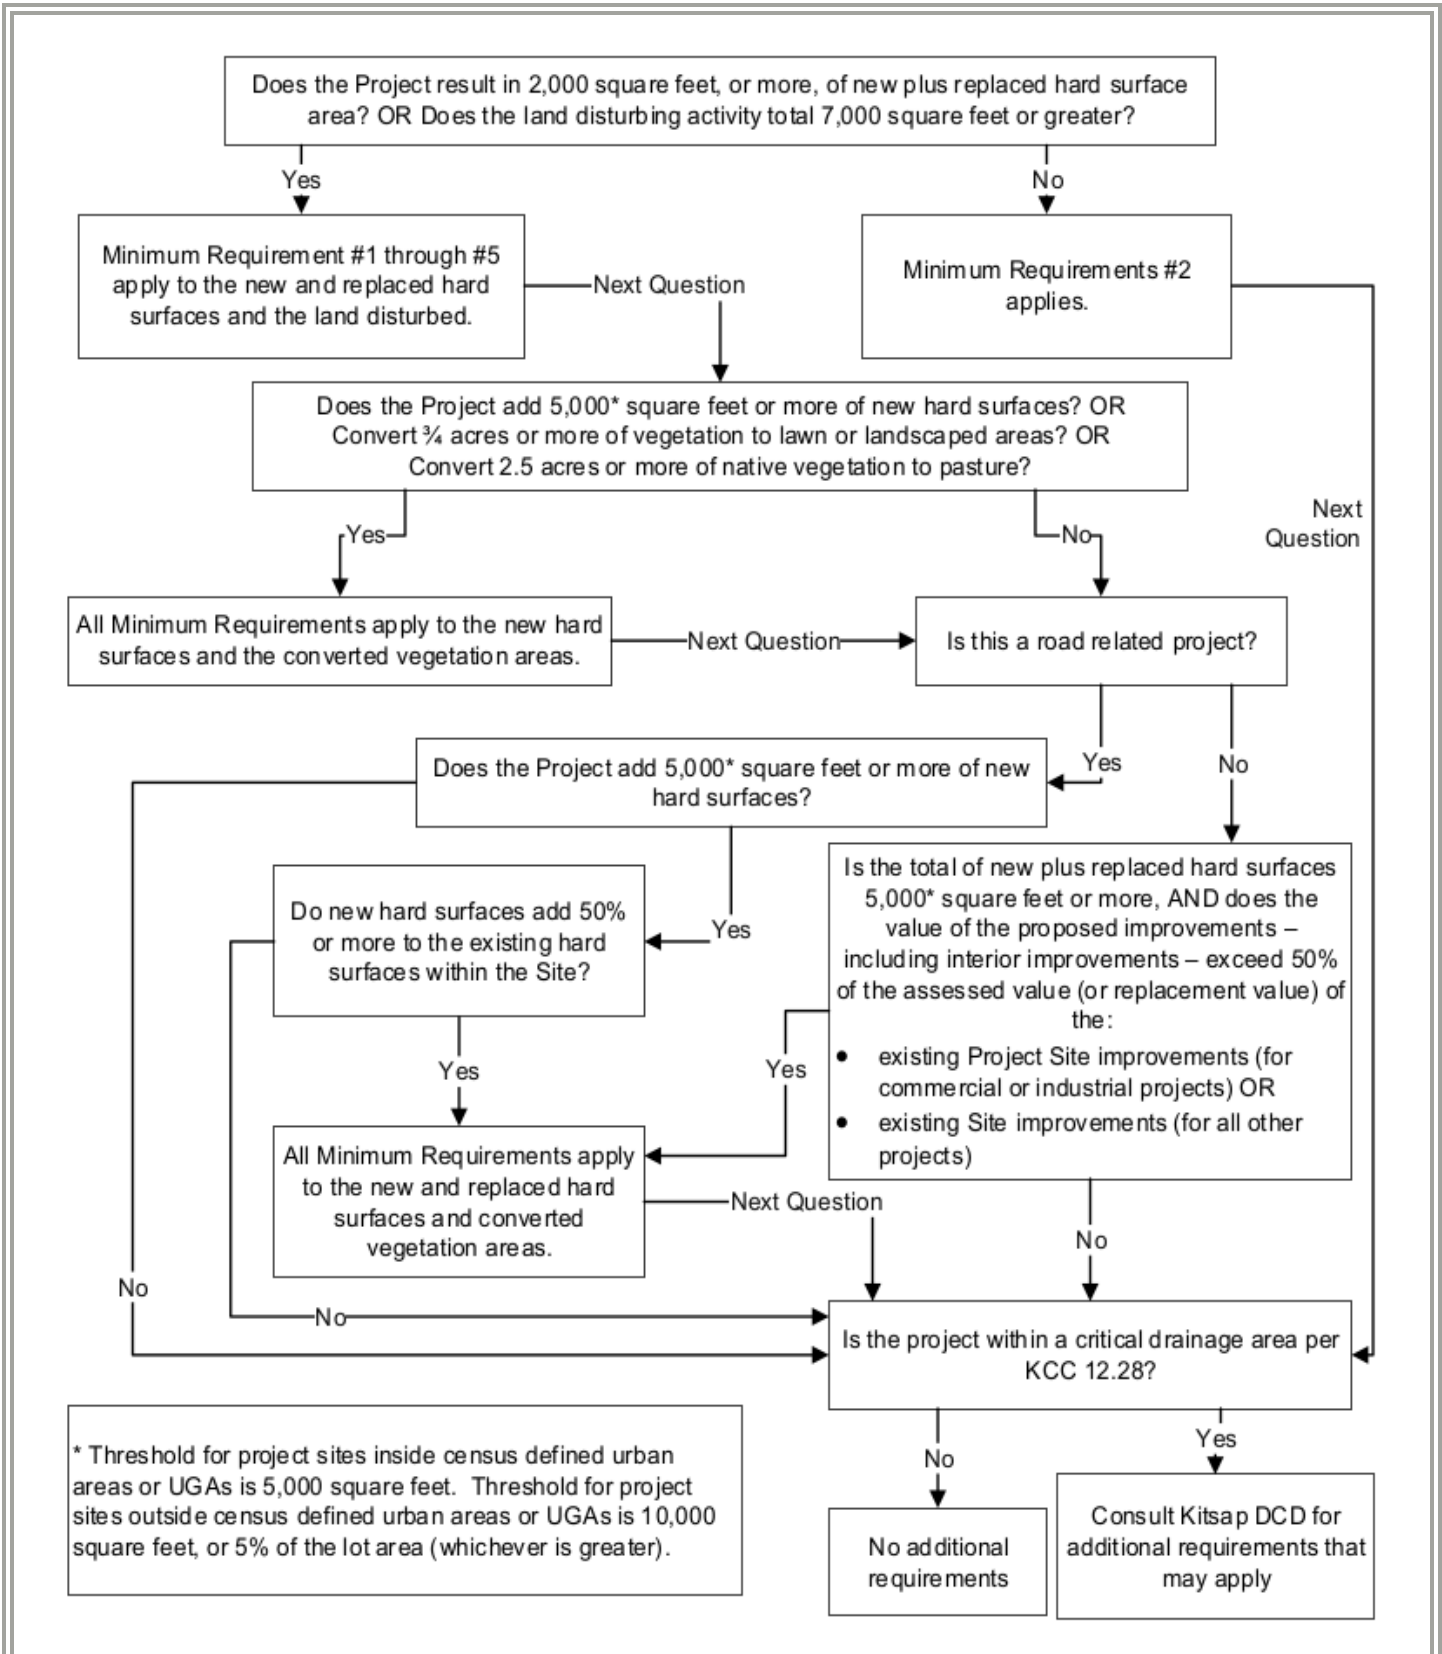 Does the Project result in 2,000 square feet, or more, of new plus replaced hard surface
area? OR Does the land disturbing activity total 7,000 square feet or greater?
Yes
No
Minimum Requirement #1 through #5
apply to the new and replaced hard
surfaces and the land disturbed.
Next Question
Minimum Requirements #2
applies.
Does the Project add 5,000* square feet or more of new hard surfaces? OR
Convert ¾ acres or more of vegetation to lawn or landscaped areas? OR
Convert 2.5 acres or more of native vegetation to pasture?
Next
Question
Yes
No
All Minimum Requirements apply to the new hard
surfaces and the converted vegetation areas.
Next Question
Is this a road related project?
Yes
No
Does the Project add 5,000* square feet or more of new
hard surfaces?
Yes
Do new hard surfaces add 50%
or more to the existing hard
surfaces within the Site?
Is the total of new plus replaced hard surfaces
5,000* square feet or more, AND does the
value of the proposed improvements –
including interior improvements – exceed 50%
of the assessed value (or replacement value) of
the:
• existing Project Site improvements (for
commercial or industrial projects) OR
• existing Site improvements (for all other
projects)
Yes
Yes
All Minimum Requirements apply
to the new and replaced hard
surfaces and converted
vegetation areas.
Next Question
No
No
No
Is the project within a critical drainage area per
KCC 12.28?
* Threshold for project sites inside census defined urban
areas or UGAs is 5,000 square feet. Threshold for project
sites outside census defined urban areas or UGAs is 10,000
square feet, or 5% of the lot area (whichever is greater).
No
Yes
No additional
requirements
Consult Kitsap DCD for
additional requirements that
may apply